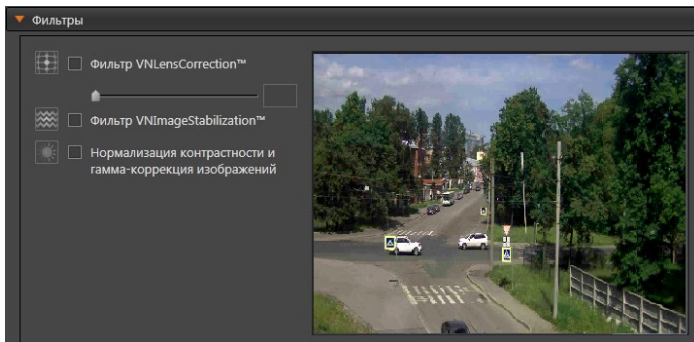 Фильтры
Фильтр VNLensCorrection™
Фильтр VNImageStabilization™
Нормализация контрастности и
гамма-коррекция изображений